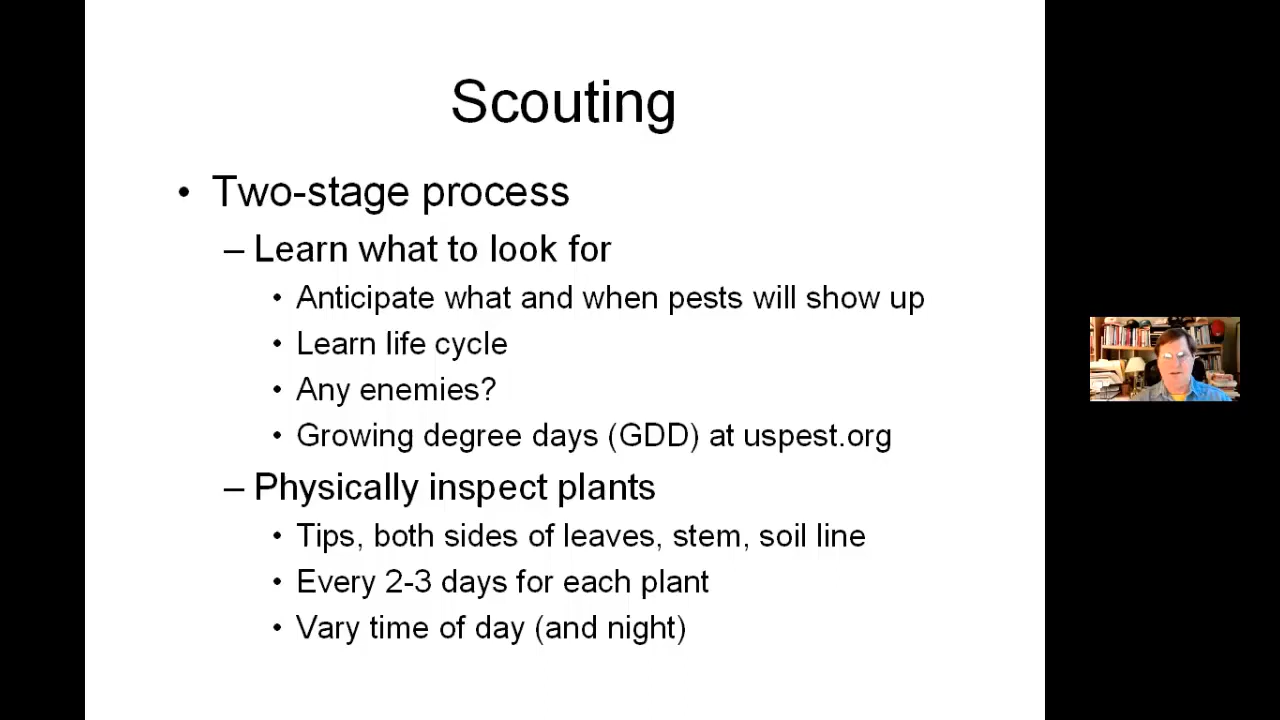 Scouting
• Two-stage process
– Learn what to look for
• Anticipate what and when pests will show up
• Learn life cycle
• Any enemies?
• Growing degree days (GDD) at uspest.org
– Physically inspect plants
• Tips, both sides of leaves, stem, soil line
• Every 2-3 days for each plant
• Vary time of day (and night)